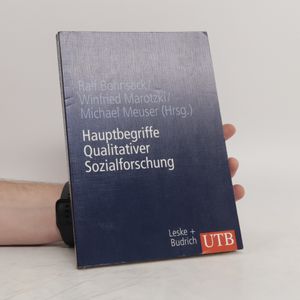 Ralf Bohnsack/
Winfried Marotzki/
Michael Meuser (Hrsg.)
Hauptbegriffe
Qualitativer
Sozialforschung
Leske +
Budrich
UTB